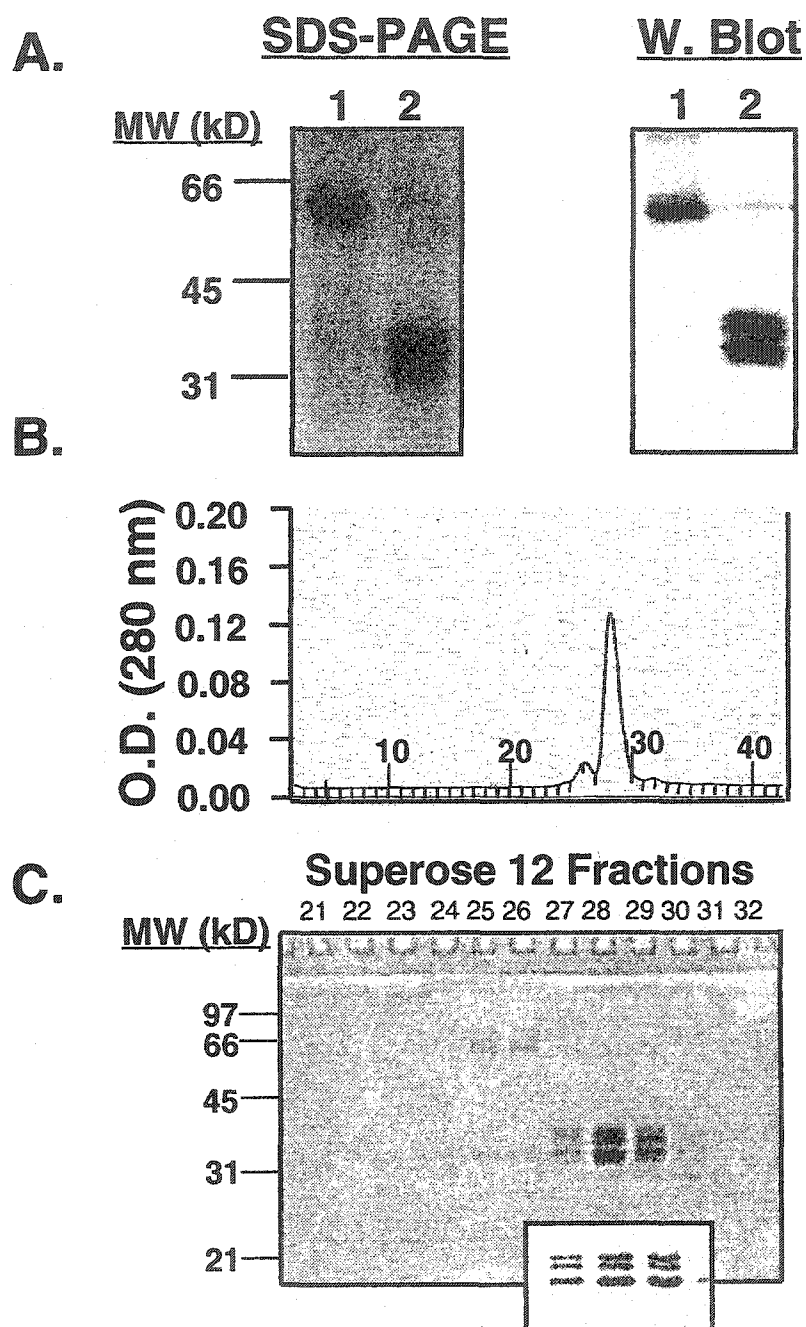 A.
SDS-PAGE W. Blot
1 2 1 2
MW (kD)
66
45
31
B.
O.D. (280 nm)
0.20
0.16
0.12
0.08
0.04
0.00
10 20 30 40
C.
Superose 12 Fractions
21 22 23 24 25 26 27 28 29 30 31 32
MW (kD)
97
66
45
31
21